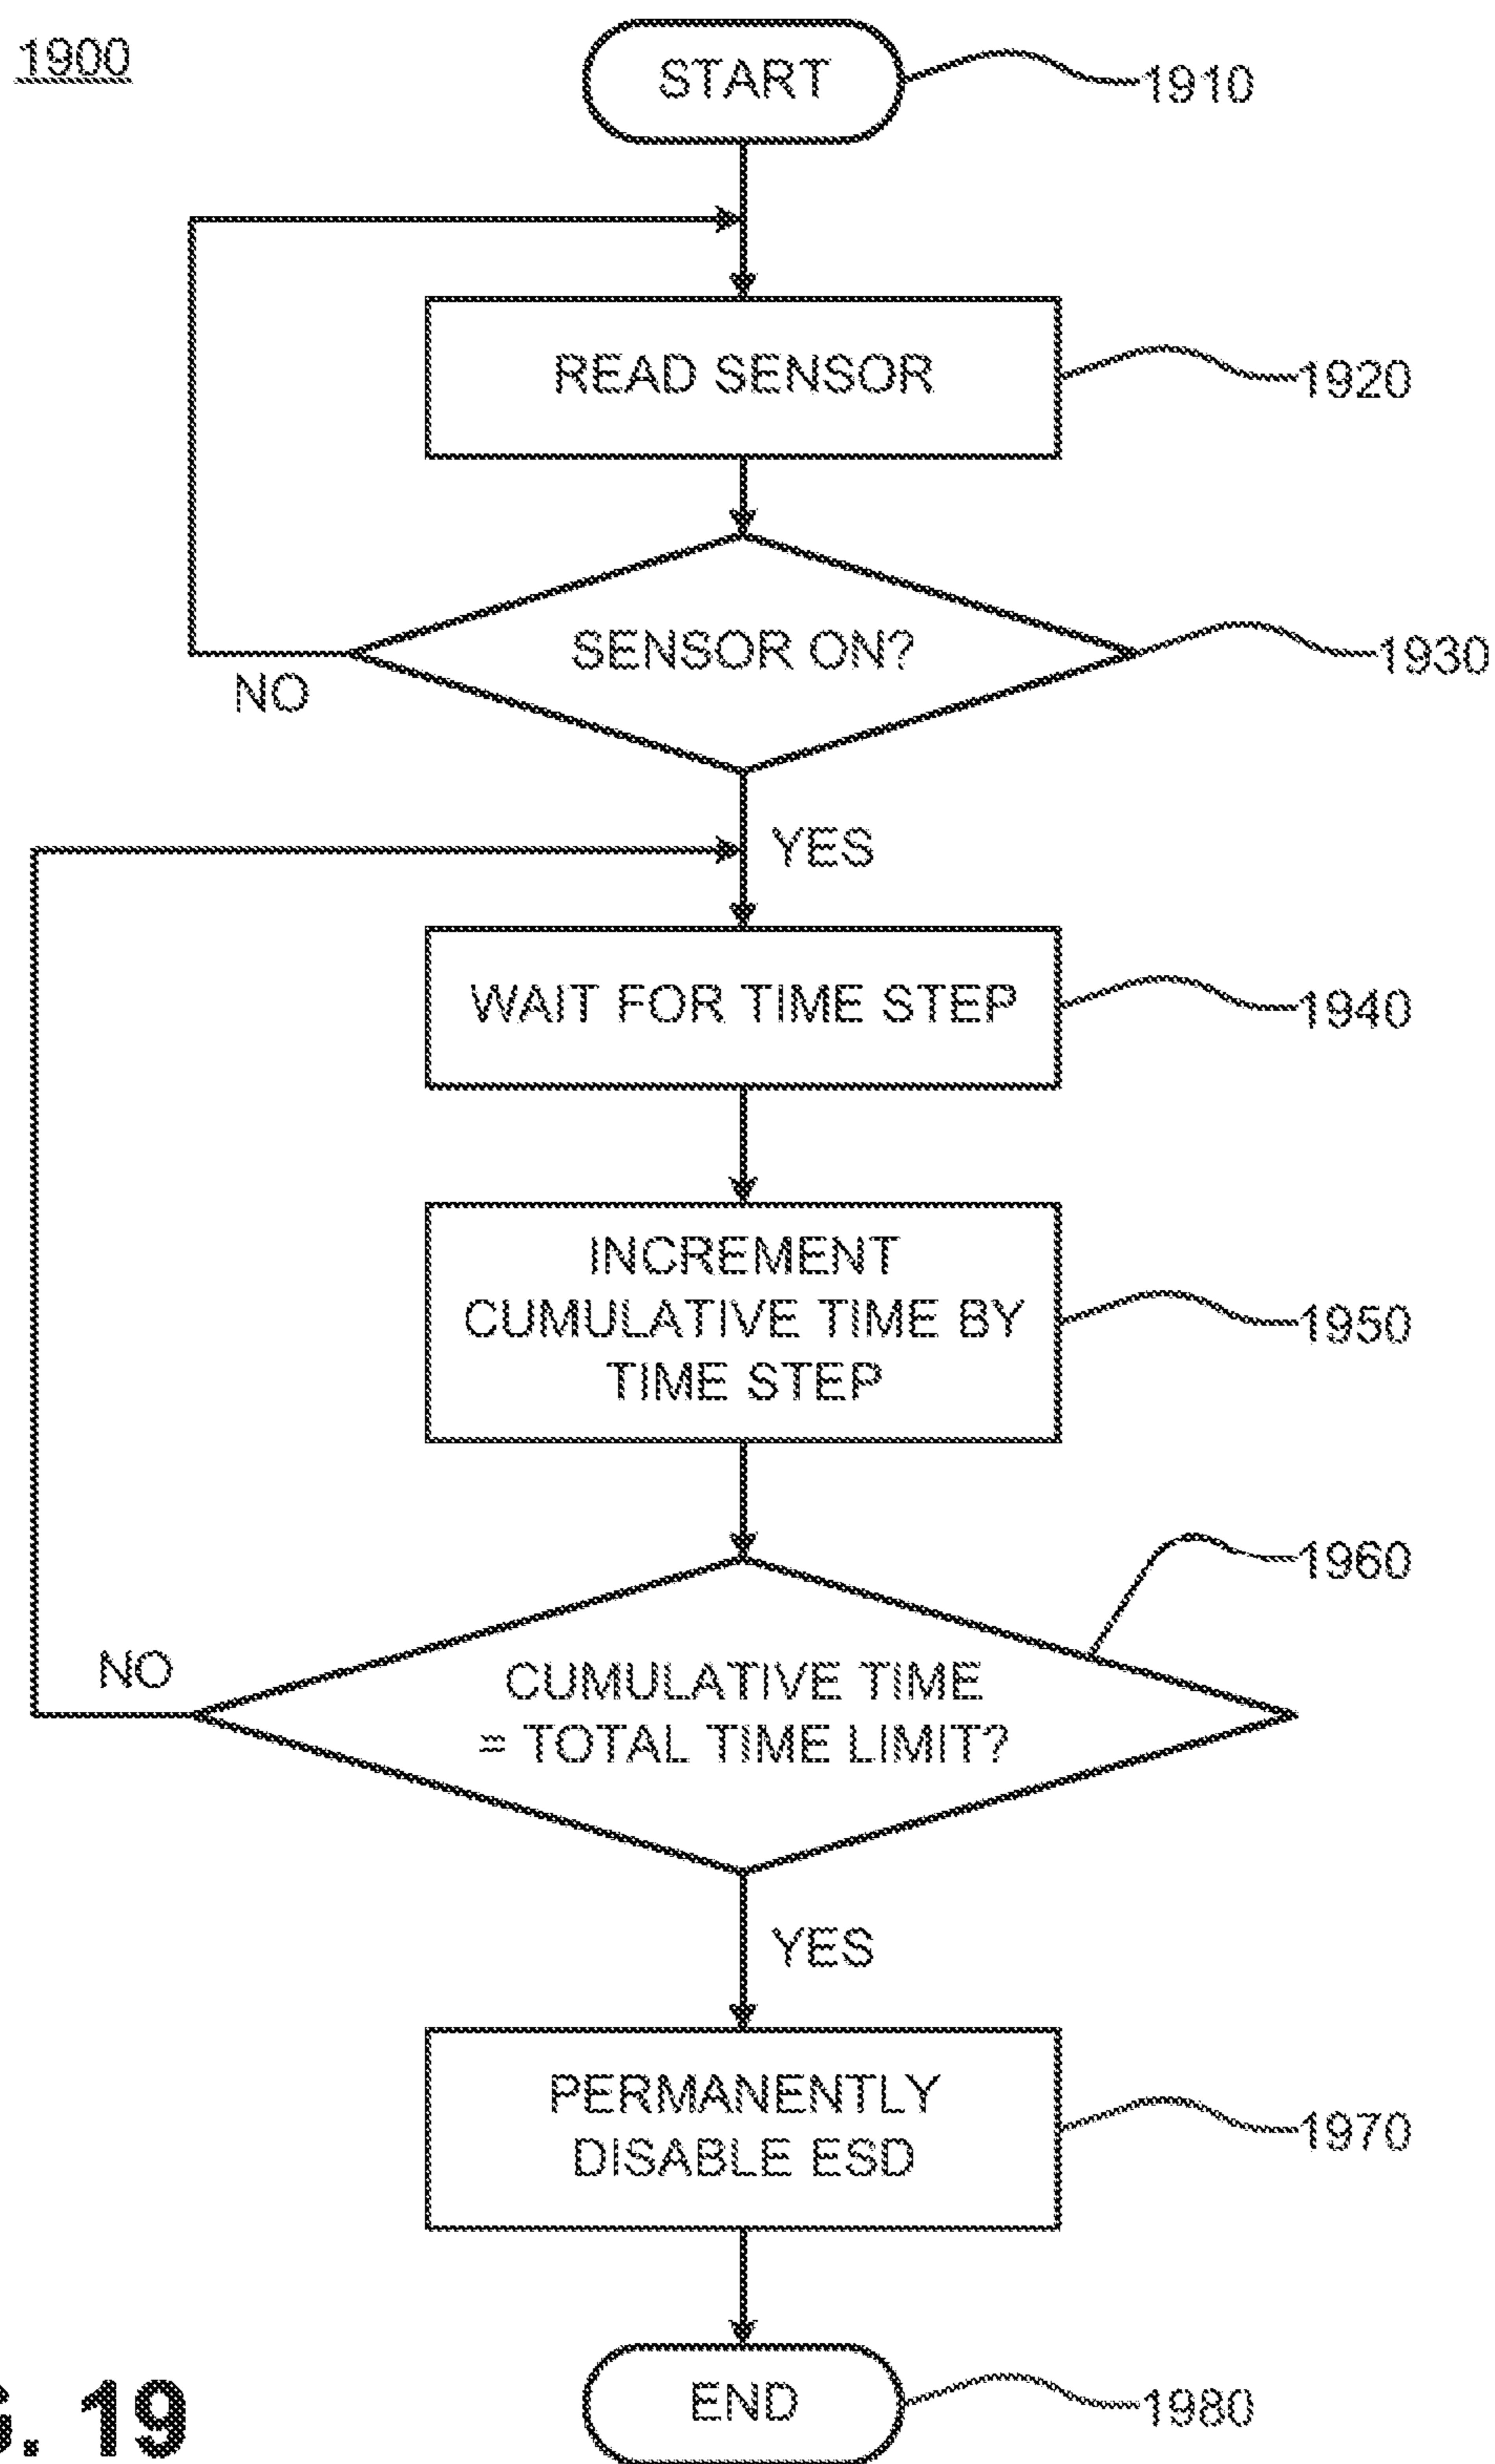 1900
START
1910
READ SENSOR
1920
SENSOR ON?
1930
NO
YES
WAIT FOR TIME STEP
1940
INCREMENT
CUMULATIVE TIME BY
TIME STEP
1950
1960
CUMULATIVE TIME
= TOTAL TIME LIMIT?
NO
YES
PERMANENTLY
DISABLE ESD
1970
END
1980
G. 19